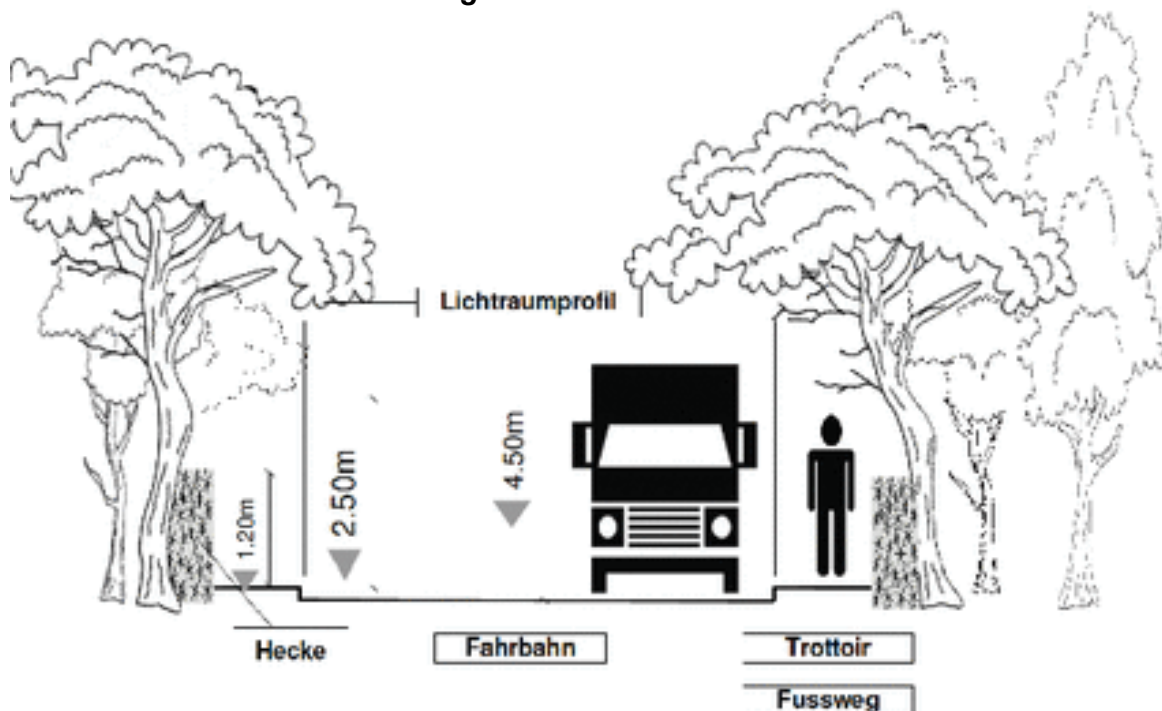 Lichtraumprofil
4.50m
2.50m
1.20m
Hecke
Fahrbahn
Trottoir
Fussweg